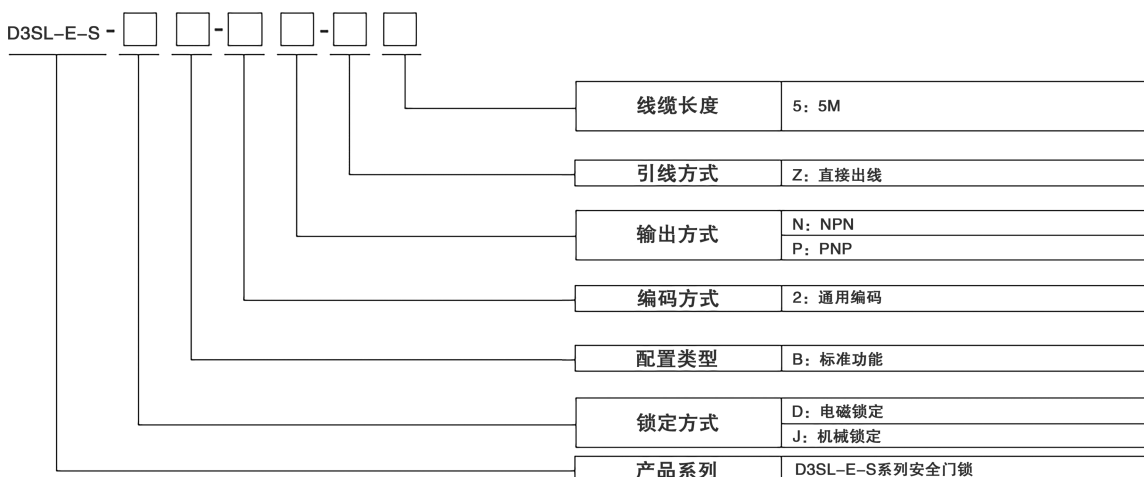 D3SL-E-S - □ □ - □ □ - □ □
线缆长度 5：5M
引线方式 Z：直接出线
输出方式 N：NPN
P：PNP
编码方式 2：通用编码
配置类型 B：标准功能
锁定方式 D：电磁锁定
J：机械锁定
产品系列 D3SL-E-S系列安全门锁